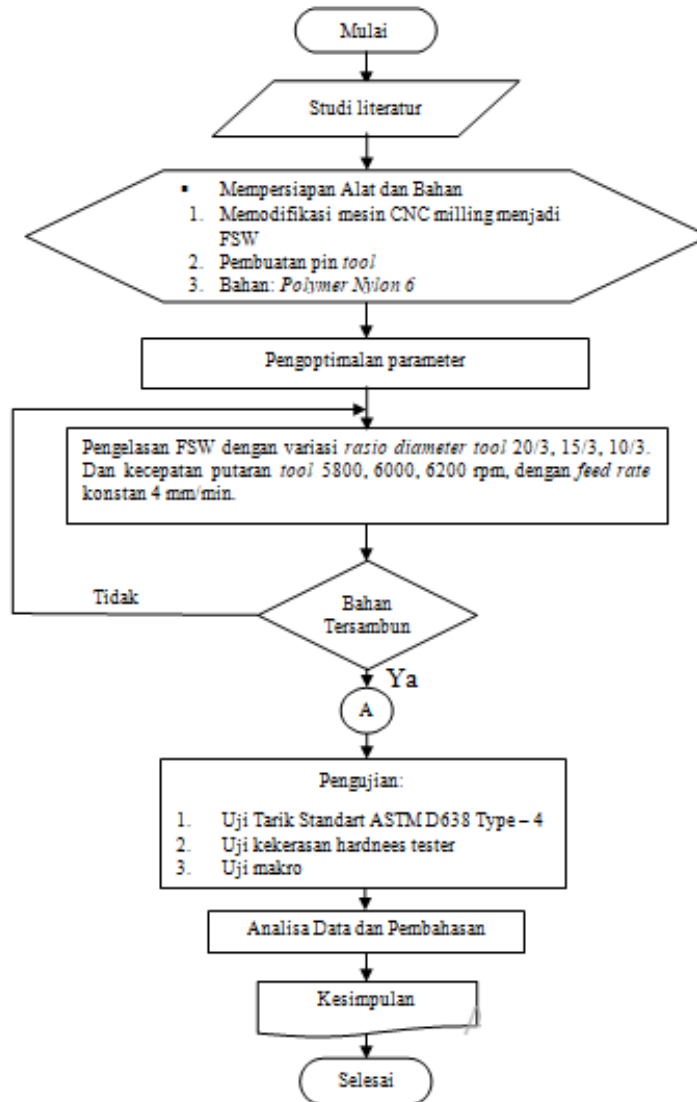 Mulai
Studi literatur
▪ Mempersiapan Alat dan Bahan
1. Memodifikasi mesin CNC milling menjadi
FSW
2. Pembuatan pin tool
3. Bahan: Polymer Nylon 6
Pengoptimalan parameter
Pengelasan FSW dengan variasi rasio diameter tool 20/3, 15/3, 10/3.
Dan kecepatan putaran tool 5800, 6000, 6200 rpm, dengan feed rate
konstan 4 mm/min.
Tidak
Bahan
Tersambun
Ya
A
Pengujian:
1. Uji Tarik Standart ASTM D638 Type – 4
2. Uji kekerasan hardnees tester
3. Uji makro
Analisa Data dan Pembahasan
Kesimpulan
Selesai